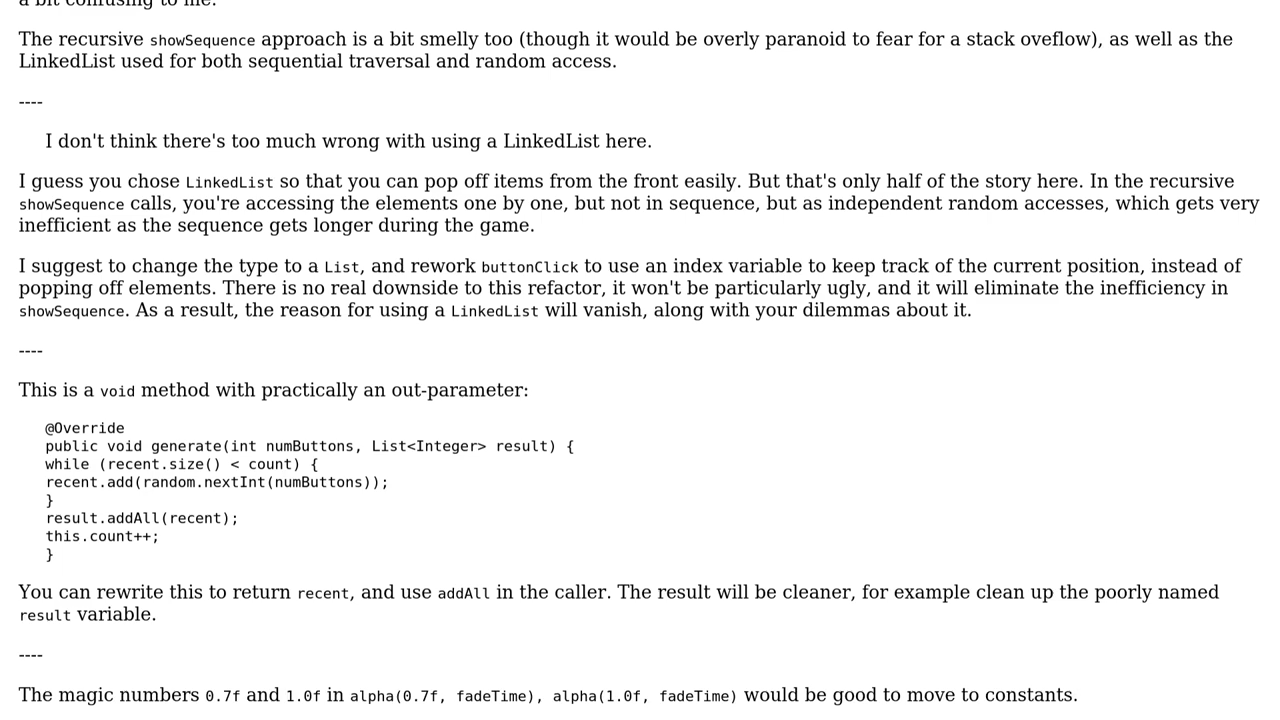 a bit confusing to me.
The recursive showSequence approach is a bit smelly too (though it would be overly paranoid to fear for a stack oveflow), as well as the
LinkedList used for both sequential traversal and random access.
----
I don't think there's too much wrong with using a LinkedList here.
I guess you chose LinkedList so that you can pop off items from the front easily. But that's only half of the story here. In the recursive
showSequence calls, you're accessing the elements one by one, but not in sequence, but as independent random accesses, which gets very
inefficient as the sequence gets longer during the game.
I suggest to change the type to a List, and rework buttonClick to use an index variable to keep track of the current position, instead of
popping off elements. There is no real downside to this refactor, it won't be particularly ugly, and it will eliminate the inefficiency in
showSequence. As a result, the reason for using a LinkedList will vanish, along with your dilemmas about it.
----
This is a void method with practically an out-parameter:
@Override
public void generate(int numButtons, List<Integer> result) {
while (recent.size() < count) {
recent.add(random.nextInt(numButtons));
}
result.addAll(recent);
this.count++;
}
You can rewrite this to return recent, and use addAll in the caller. The result will be cleaner, for example clean up the poorly named
result variable.
----
The magic numbers 0.7f and 1.0f in alpha(0.7f, fadeTime), alpha(1.0f, fadeTime) would be good to move to constants.